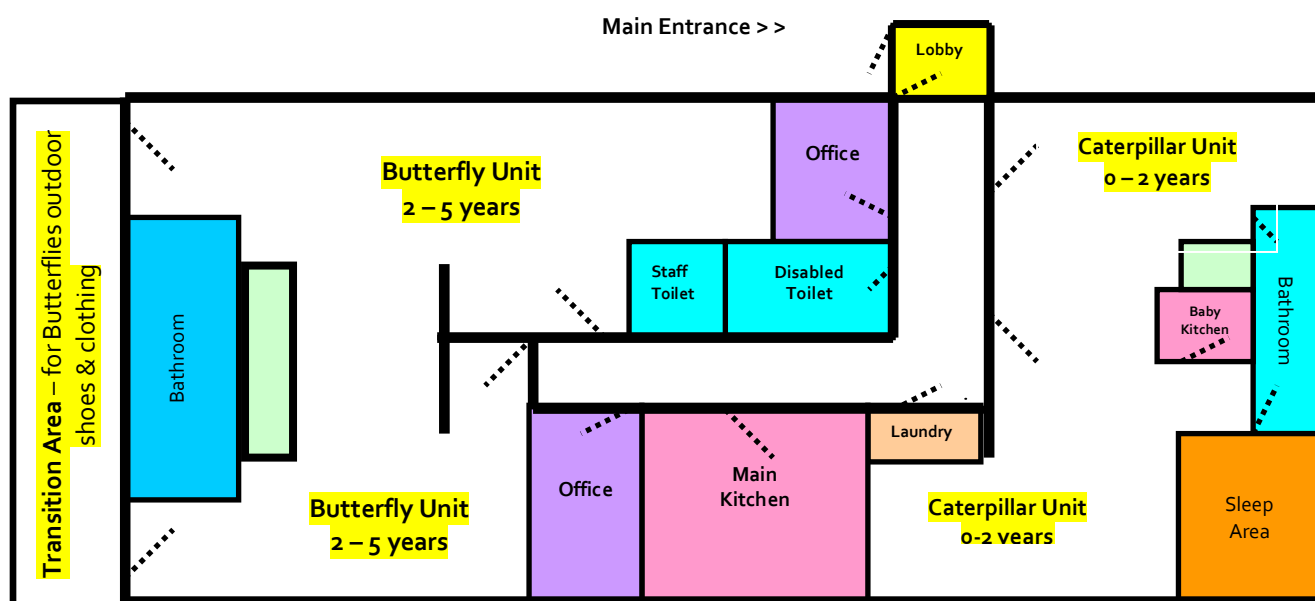 Main Entrance > >
Lobby
Office
Caterpillar Unit
0 – 2 years
Butterfly Unit
2 – 5 years
Transition Area – for Butterflies outdoor
shoes & clothing
Staff
Toilet
Disabled
Toilet
Bathroom
Baby
Kitchen
Bathroom
Laundry
Main
Kitchen
Office
Butterfly Unit
2 – 5 years
Caterpillar Unit
0-2 years
Sleep
Area